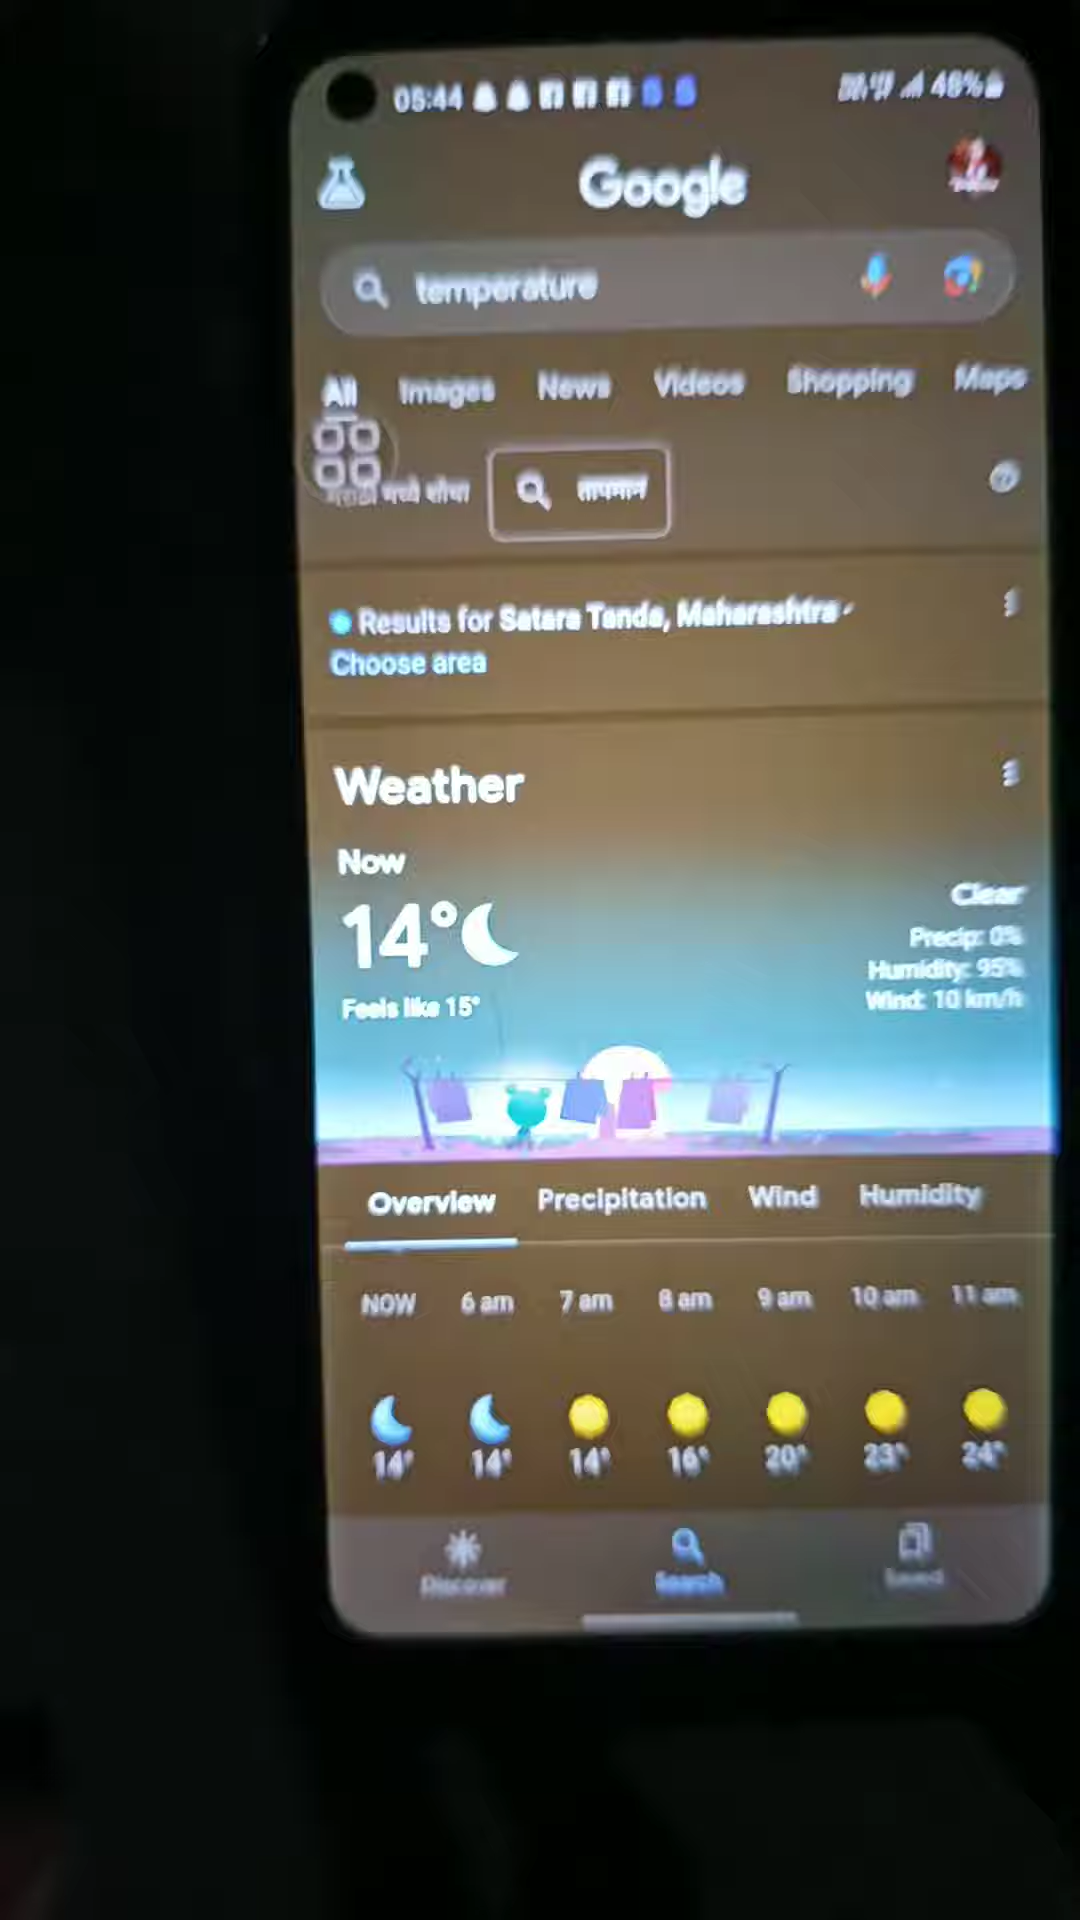 05:44
48%
Google
temperature
All Images News Videos Shopping Maps
मराठी मध्ये शोधा तापमान
Results for Satara Tanda, Maharashtra
Choose area
Weather
Now
14°
Clear
Precip: 0%
Humidity: 95%
Feels like 15°
Wind: 10 km/h
Overview Precipitation Wind Humidity
NOW 6 am 7 am 8 am 9 am 10 am 11 am
14° 14° 14° 16° 20° 23° 24°
Discover Search Saved